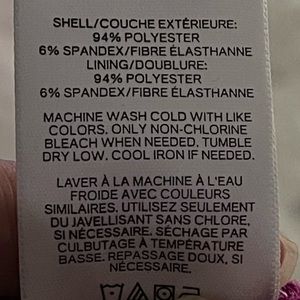 SHELL/COUCHE EXTÉRIEURE:
94% POLYESTER
6% SPANDEX/FIBRE ÉLASTHANNE
LINING/DOUBLURE:
94% POLYESTER
6% SPANDEX/FIBRE ÉLASTHANNE
MACHINE WASH COLD WITH LIKE
COLORS. ONLY NON-CHLORINE
BLEACH WHEN NEEDED. TUMBLE
DRY LOW. COOL IRON IF NEEDED.
LAVER À LA MACHINE À L'EAU
FROIDE AVEC COULEURS
SIMILAIRES. UTILISEZ SEULEMENT
DU JAVELLISANT SANS CHLORE,
SI NÉCESSAIRE. SÉCHAGE PAR
CULBUTAGE À TEMPÉRATURE
BASSE. REPASSAGE DOUX, SI
NÉCESSAIRE.